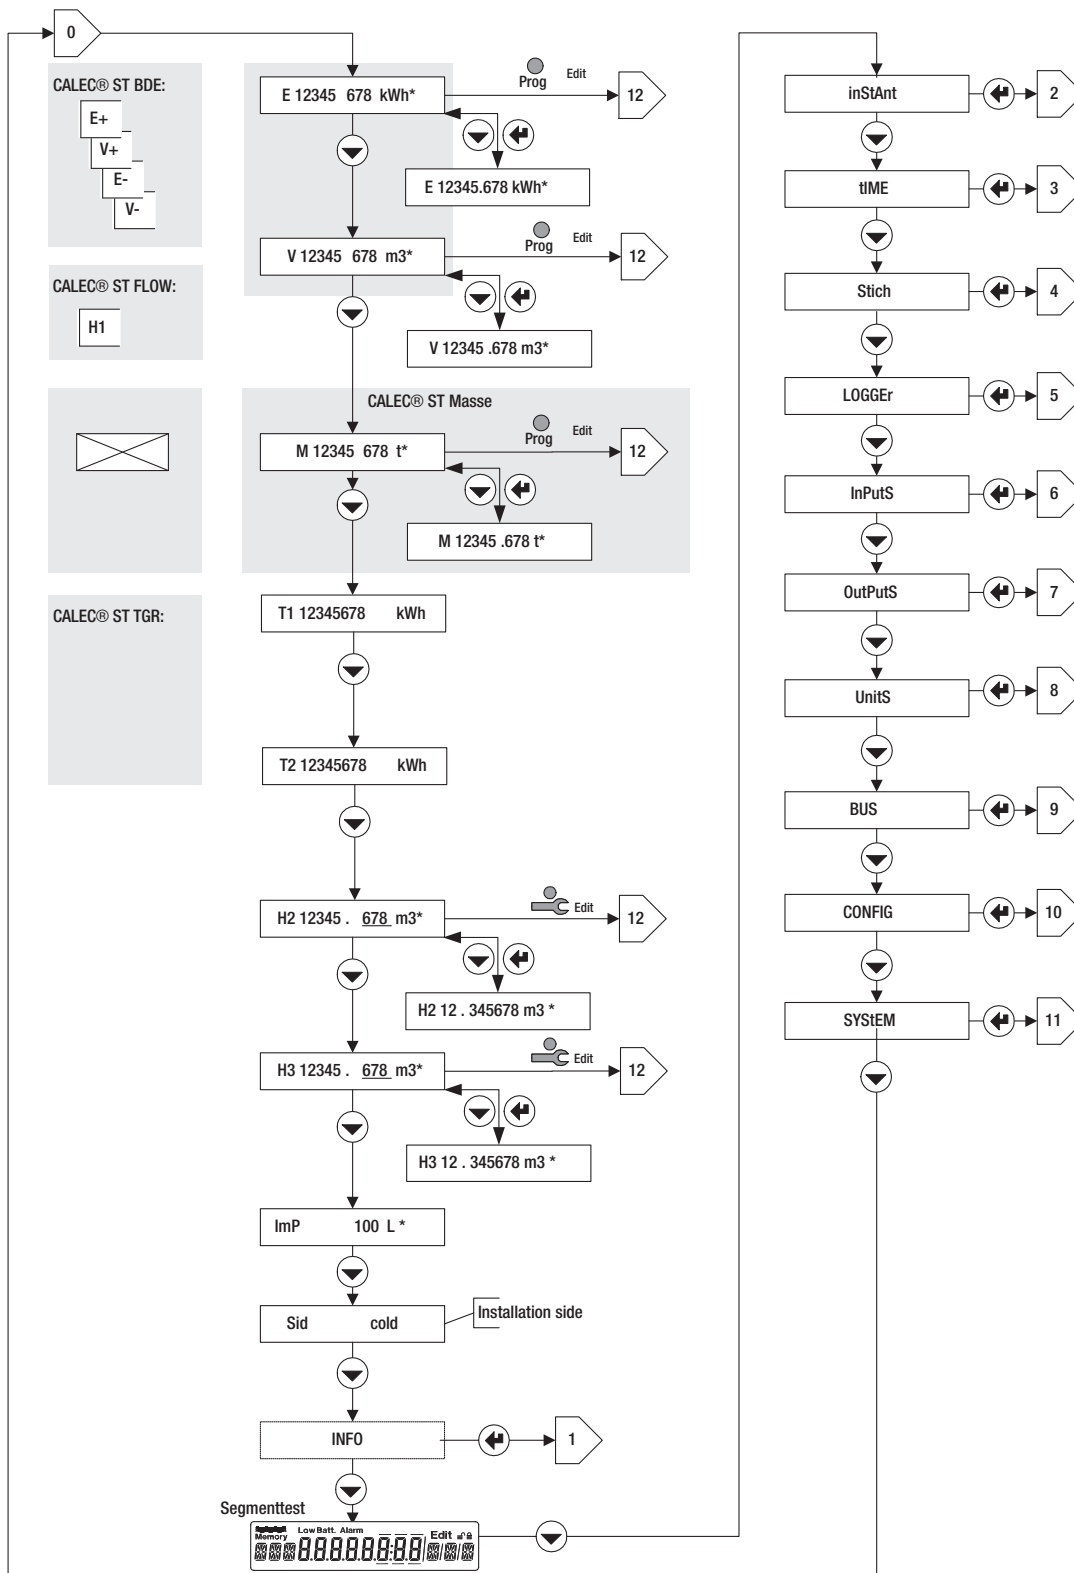 0
CALEC® ST BDE:
E+
V+
E-
V-
E 12345 678 kWh*
Prog
Edit
12
E 12345.678 kWh*
V 12345 678 m3*
Prog
Edit
12
V 12345 .678 m3*
CALEC® ST FLOW:
H1
CALEC® ST Masse
M 12345 678 t*
Prog
Edit
12
M 12345 .678 t*
CALEC® ST TGR:
T1 12345678 kWh
T2 12345678 kWh
H2 12345 . 678 m3*
Edit
12
H2 12 . 345678 m3 *
H3 12345 . 678 m3*
Edit
12
H3 12 . 345678 m3 *
ImP 100 L *
Sid cold
Installation side
INFO
1
Segmenttest
Memory
Low Batt. Alarm
Edit
inStAnt
2
tIME
3
Stich
4
LOGGEr
5
InPutS
6
OutPutS
7
UnitS
8
BUS
9
CONFIG
10
SYStEM
11